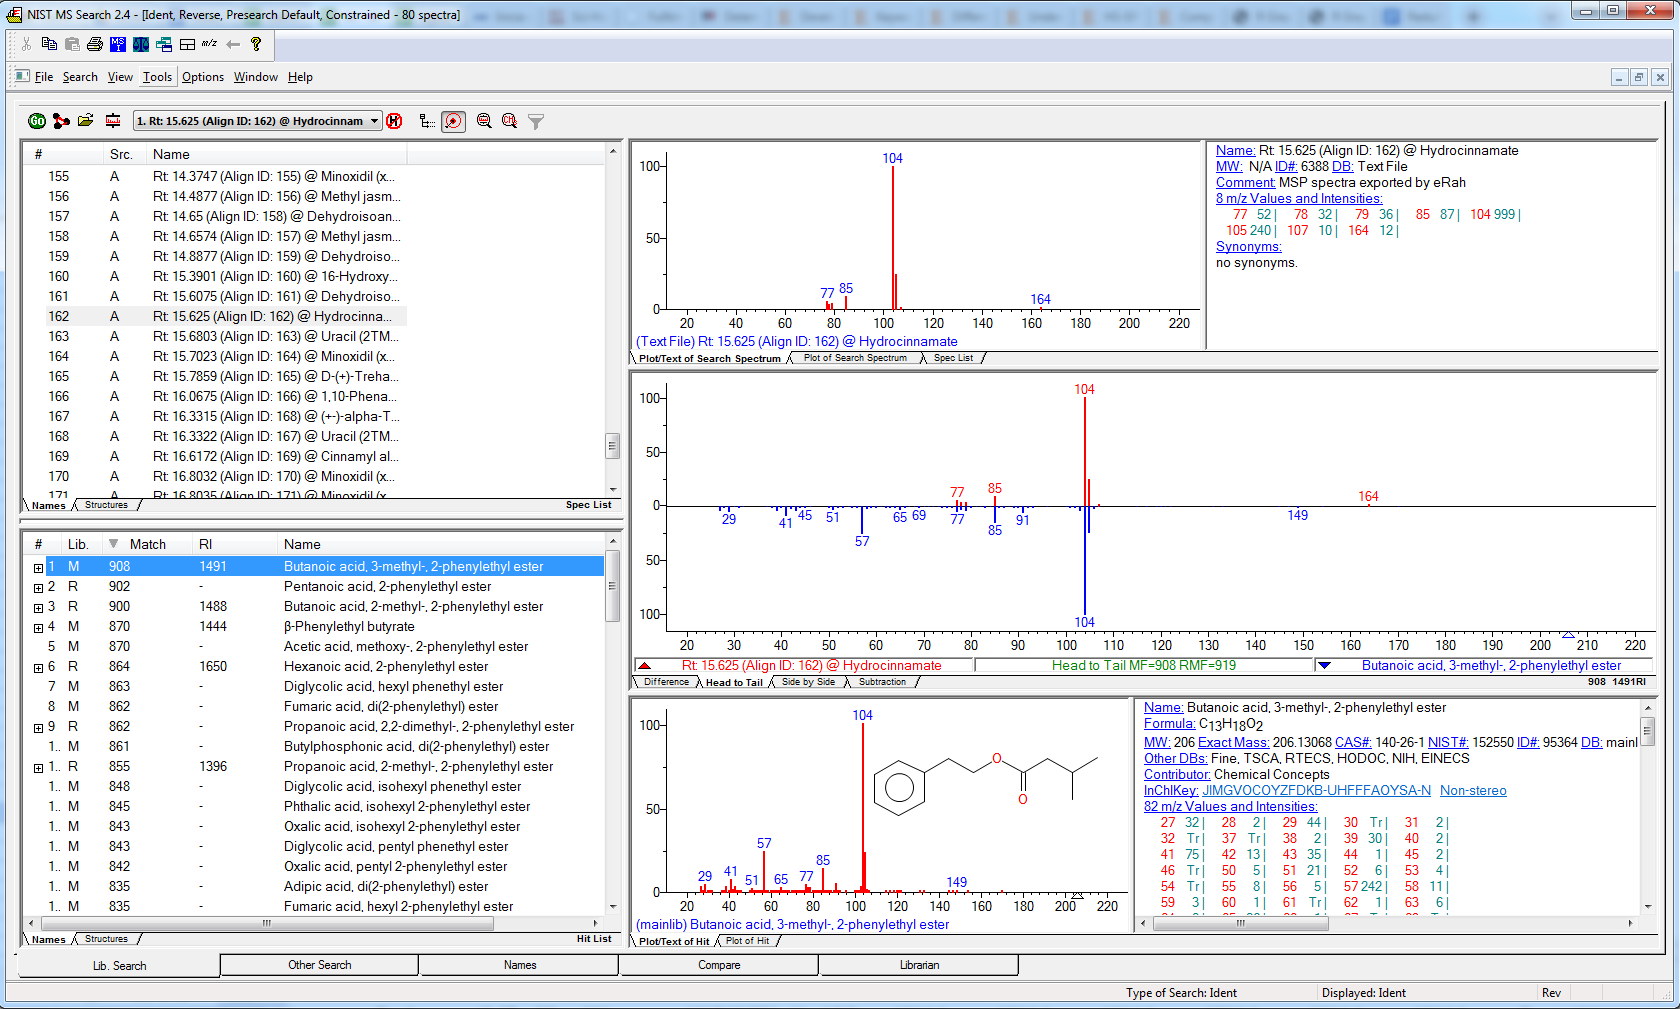 NIST MS Search 2.4 - [Ident, Reverse, Presearch Default, Constrained - 80 spectra]
File Search View Tools Options Window Help
1. Rt: 15.625 (Align ID: 162) @ Hydrocinnam
# Src. Name
155 A Rt: 14.3747 (Align ID: 155) @ Minoxidil (x...
156 A Rt: 14.4877 (Align ID: 156) @ Methyl jasm...
157 A Rt: 14.65 (Align ID: 158) @ Dehydroisoan...
158 A Rt: 14.6574 (Align ID: 157) @ Methyl jasm...
159 A Rt: 14.8877 (Align ID: 159) @ Dehydroiso...
160 A Rt: 15.3901 (Align ID: 160) @ 16-Hydroxy...
161 A Rt: 15.6075 (Align ID: 161) @ Dehydroiso...
162 A Rt: 15.625 (Align ID: 162) @ Hydrocinna...
163 A Rt: 15.6803 (Align ID: 163) @ Uracil (2TM...
164 A Rt: 15.7023 (Align ID: 164) @ Minoxidil (x...
165 A Rt: 15.7859 (Align ID: 165) @ D-(+)-Treha...
166 A Rt: 16.0675 (Align ID: 166) @ 1,10-Phena...
167 A Rt: 16.3315 (Align ID: 168) @ (+-)-alpha-T...
168 A Rt: 16.3322 (Align ID: 167) @ Uracil (2TM...
169 A Rt: 16.6172 (Align ID: 169) @ Cinnamyl al...
170 A Rt: 16.8032 (Align ID: 170) @ Minoxidil (x...
171 A Rt: 16.8035 (Align ID: 171) @ Minoxidil (x...
Names Structures Spec List
# Lib. Match RI Name
1 M 908 1491 Butanoic acid, 3-methyl-, 2-phenylethyl ester
2 R 902 - Pentanoic acid, 2-phenylethyl ester
3 R 900 1488 Butanoic acid, 2-methyl-, 2-phenylethyl ester
4 M 870 1444 β-Phenylethyl butyrate
5 M 870 - Acetic acid, methoxy-, 2-phenylethyl ester
6 R 864 1650 Hexanoic acid, 2-phenylethyl ester
7 M 863 - Diglycolic acid, hexyl phenethyl ester
8 M 862 - Fumaric acid, di(2-phenylethyl) ester
9 R 862 - Propanoic acid, 2,2-dimethyl-, 2-phenylethyl ester
1.. M 861 - Butylphosphonic acid, di(2-phenylethyl) ester
1.. R 855 1396 Propanoic acid, 2-methyl-, 2-phenylethyl ester
1.. M 848 - Diglycolic acid, isohexyl phenethyl ester
1.. M 845 - Phthalic acid, isohexyl 2-phenylethyl ester
1.. M 843 - Oxalic acid, isohexyl 2-phenylethyl ester
1.. M 843 - Diglycolic acid, pentyl phenethyl ester
1.. M 842 - Oxalic acid, pentyl 2-phenylethyl ester
1.. M 835 - Adipic acid, di(2-phenylethyl) ester
1.. M 835 - Fumaric acid, hexyl 2-phenylethyl ester
Names Structures Hit List
104
100
50
77 85 164
0
20 40 60 80 100 120 140 160 180 200 220
(Text File) Rt: 15.625 (Align ID: 162) @ Hydrocinnamate
Plot/Text of Search Spectrum Plot of Search Spectrum Spec List
Name: Rt: 15.625 (Align ID: 162) @ Hydrocinnamate
MW: N/A ID#: 6388 DB: Text File
Comment: MSP spectra exported by eRah
8 m/z Values and Intensities:
77 52| 78 32| 79 36| 85 87| 104 999|
105 240| 107 10| 164 12|
Synonyms:
no synonyms.
104
100
50
77 85 164
0
29 41 45 51 57 65 69 77 85 91 149
50
100
104
20 30 40 50 60 70 80 90 100 110 120 130 140 150 160 170 180 190 200 210 220
Rt: 15.625 (Align ID: 162) @ Hydrocinnamate Head to Tail MF=908 RMF=919 Butanoic acid, 3-methyl-, 2-phenylethyl ester
Difference Head to Tail Side by Side Subtraction 908 1491RI
104
100
50
57 85
29 41 51 65 77 149
0
20 40 60 80 100 120 140 160 180 200 220
O
O
(mainlib) Butanoic acid, 3-methyl-, 2-phenylethyl ester
Plot/Text of Hit Plot of Hit
Name: Butanoic acid, 3-methyl-, 2-phenylethyl ester
Formula: C13H18O2
MW: 206 Exact Mass: 206.13068 CAS#: 140-26-1 NIST#: 152550 ID#: 95364 DB: mainl
Other DBs: Fine, TSCA, RTECS, HODOC, NIH, EINECS
Contributor: Chemical Concepts
InChIKey: JIMGVOCOYZFDKB-UHFFFAOYSA-N Non-stereo
82 m/z Values and Intensities:
27 32| 28 2| 29 44| 30 Tr| 31 2|
32 Tr| 37 Tr| 38 2| 39 30| 40 2|
41 75| 42 13| 43 35| 44 1| 45 2|
46 Tr| 50 5| 51 21| 52 6| 53 4|
54 Tr| 55 8| 56 5| 57 242| 58 11|
59 3| 60 1| 61 Tr| 62 1| 63 6|
Lib. Search Other Search Names Compare Librarian
Type of Search: Ident Displayed: Ident Rev